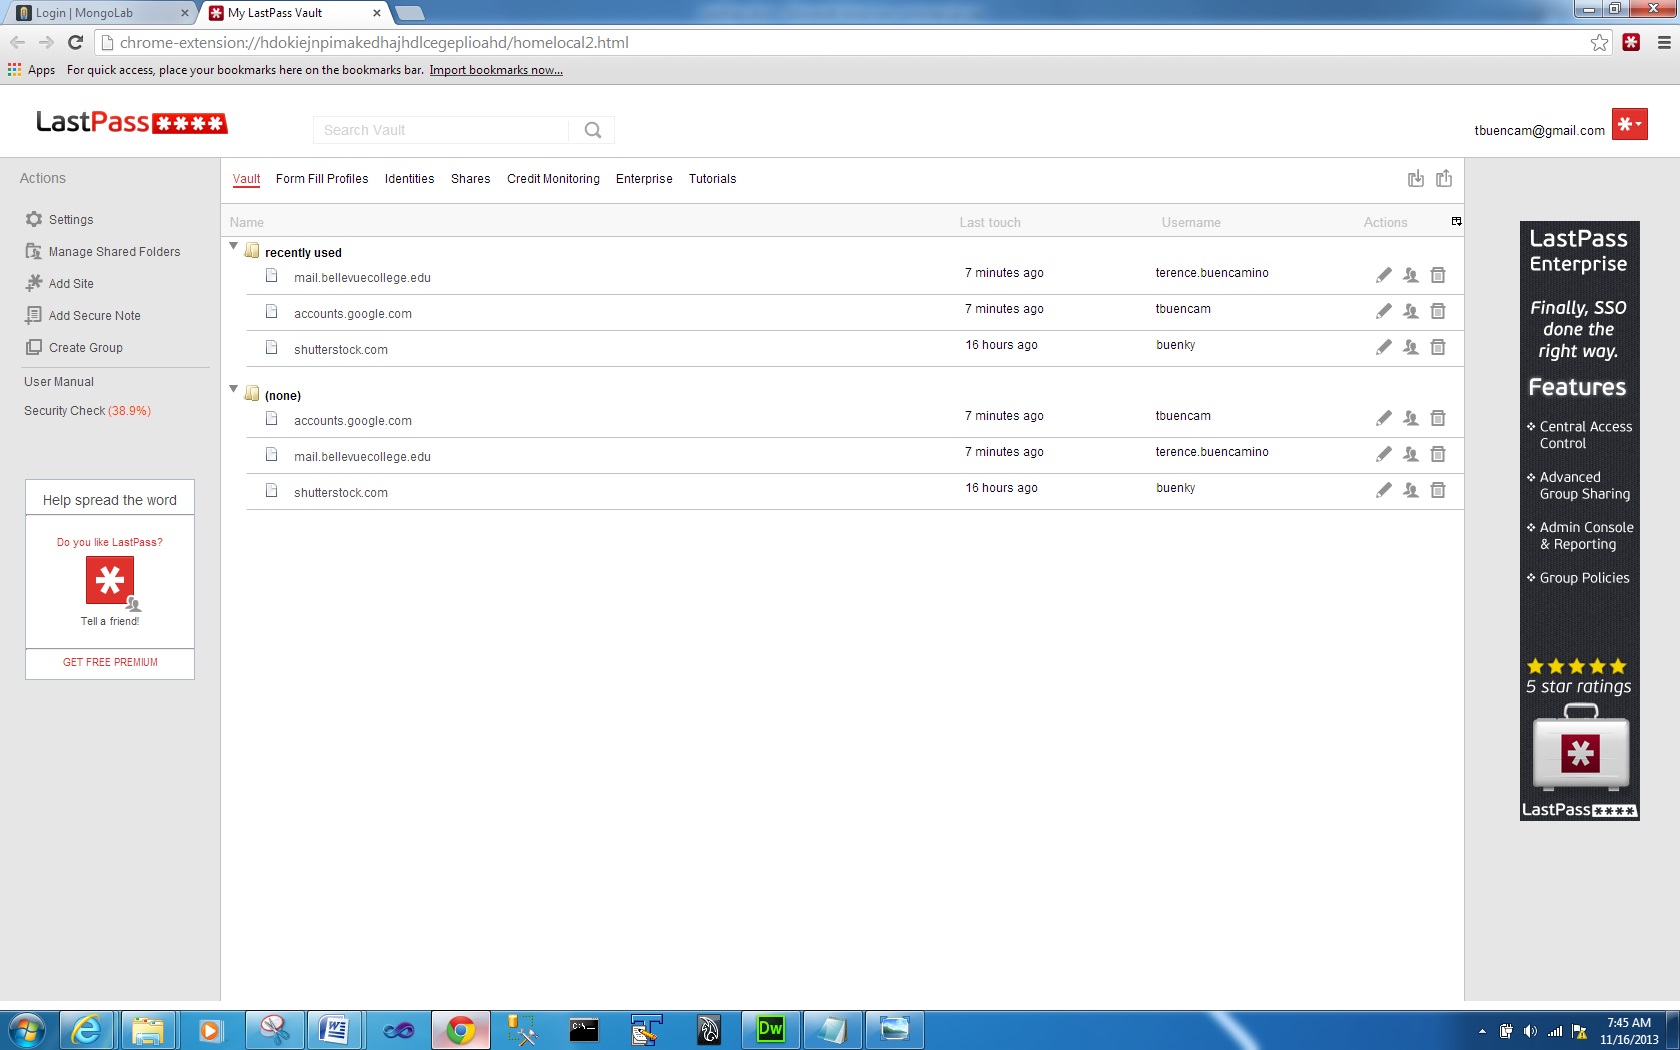 Login | MongoLab
My LastPass Vault
chrome-extension://hdokiejnpimakedhajhdlcegeplioahd/homelocal2.html
Apps For quick access, place your bookmarks here on the bookmarks bar. Import bookmarks now...
LastPass ****
Search Vault
tbuencam@gmail.com
Actions
Settings
Manage Shared Folders
Add Site
Add Secure Note
Create Group
User Manual
Security Check (38.9%)
Help spread the word
Do you like LastPass?
Tell a friend!
GET FREE PREMIUM
Vault Form Fill Profiles Identities Shares Credit Monitoring Enterprise Tutorials
Name Last touch Username Actions
recently used
mail.bellevuecollege.edu 7 minutes ago terence.buencamino
accounts.google.com 7 minutes ago tbuencam
shutterstock.com 16 hours ago buenky
(none)
accounts.google.com 7 minutes ago tbuencam
mail.bellevuecollege.edu 7 minutes ago terence.buencamino
shutterstock.com 16 hours ago buenky
LastPass
Enterprise
Finally, SSO
done the
right way.
Features
Central Access
Control
Advanced
Group Sharing
Admin Console
& Reporting
Group Policies
5 star ratings
LastPass ****
Dw
7:45 AM
11/16/2013